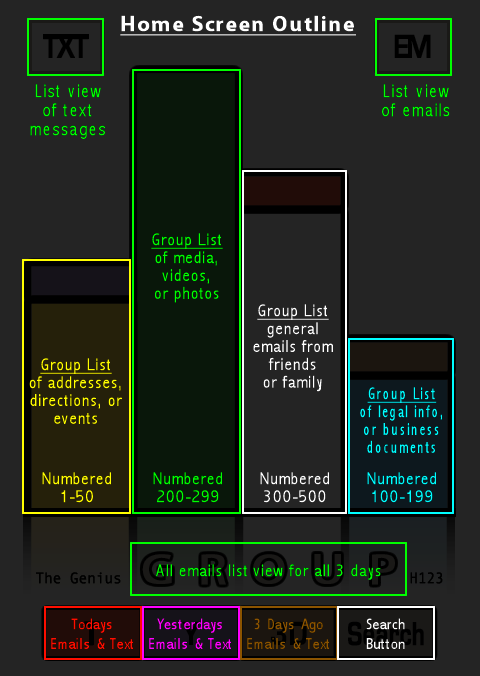 Home Screen Outline
TXT
EM
List view
of text
messages
List view
of emails
Group List
of media,
videos,
or photos
Group List
general
emails from
friends
or family
Group List
of addresses,
directions, or
events
Group List
of legal info,
or business
documents
Numbered
1-50
Numbered
200-299
Numbered
300-500
Numbered
100-199
The Genius
GROUP
H123
All emails list view for all 3 days
Todays
Emails & Text
Yesterdays
Emails & Text
3 Days Ago
Emails & Text
Search
Search
Button